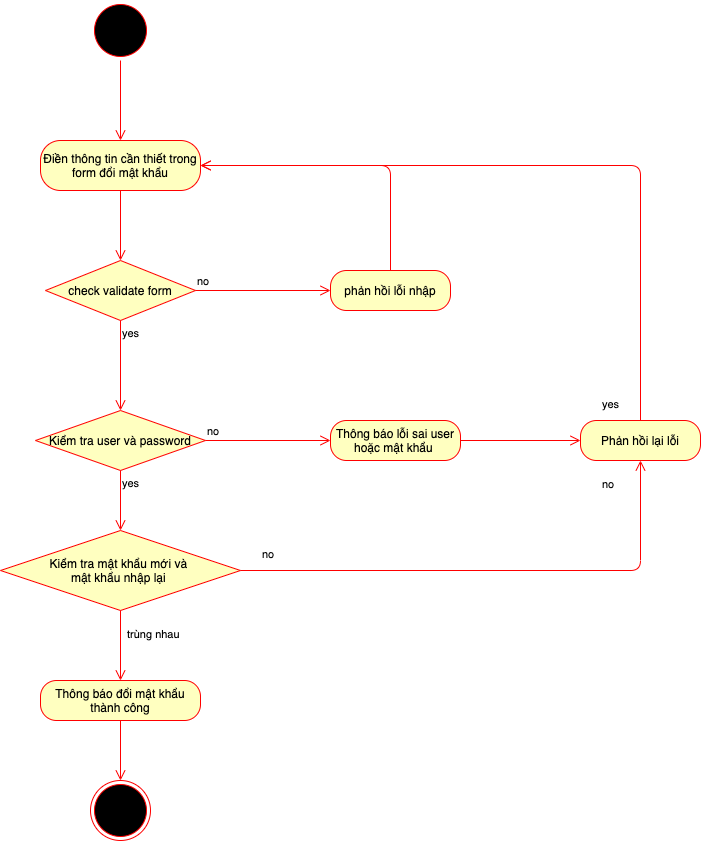 Điền thông tin cần thiết trong
form đổi mật khẩu
check validate form
no
phản hồi lỗi nhập
yes
Kiểm tra user và password
no
Thông báo lỗi sai user
hoặc mật khẩu
yes
Phản hồi lại lỗi
yes
no
Kiểm tra mật khẩu mới và
mật khẩu nhập lại
no
trùng nhau
Thông báo đổi mật khẩu
thành công